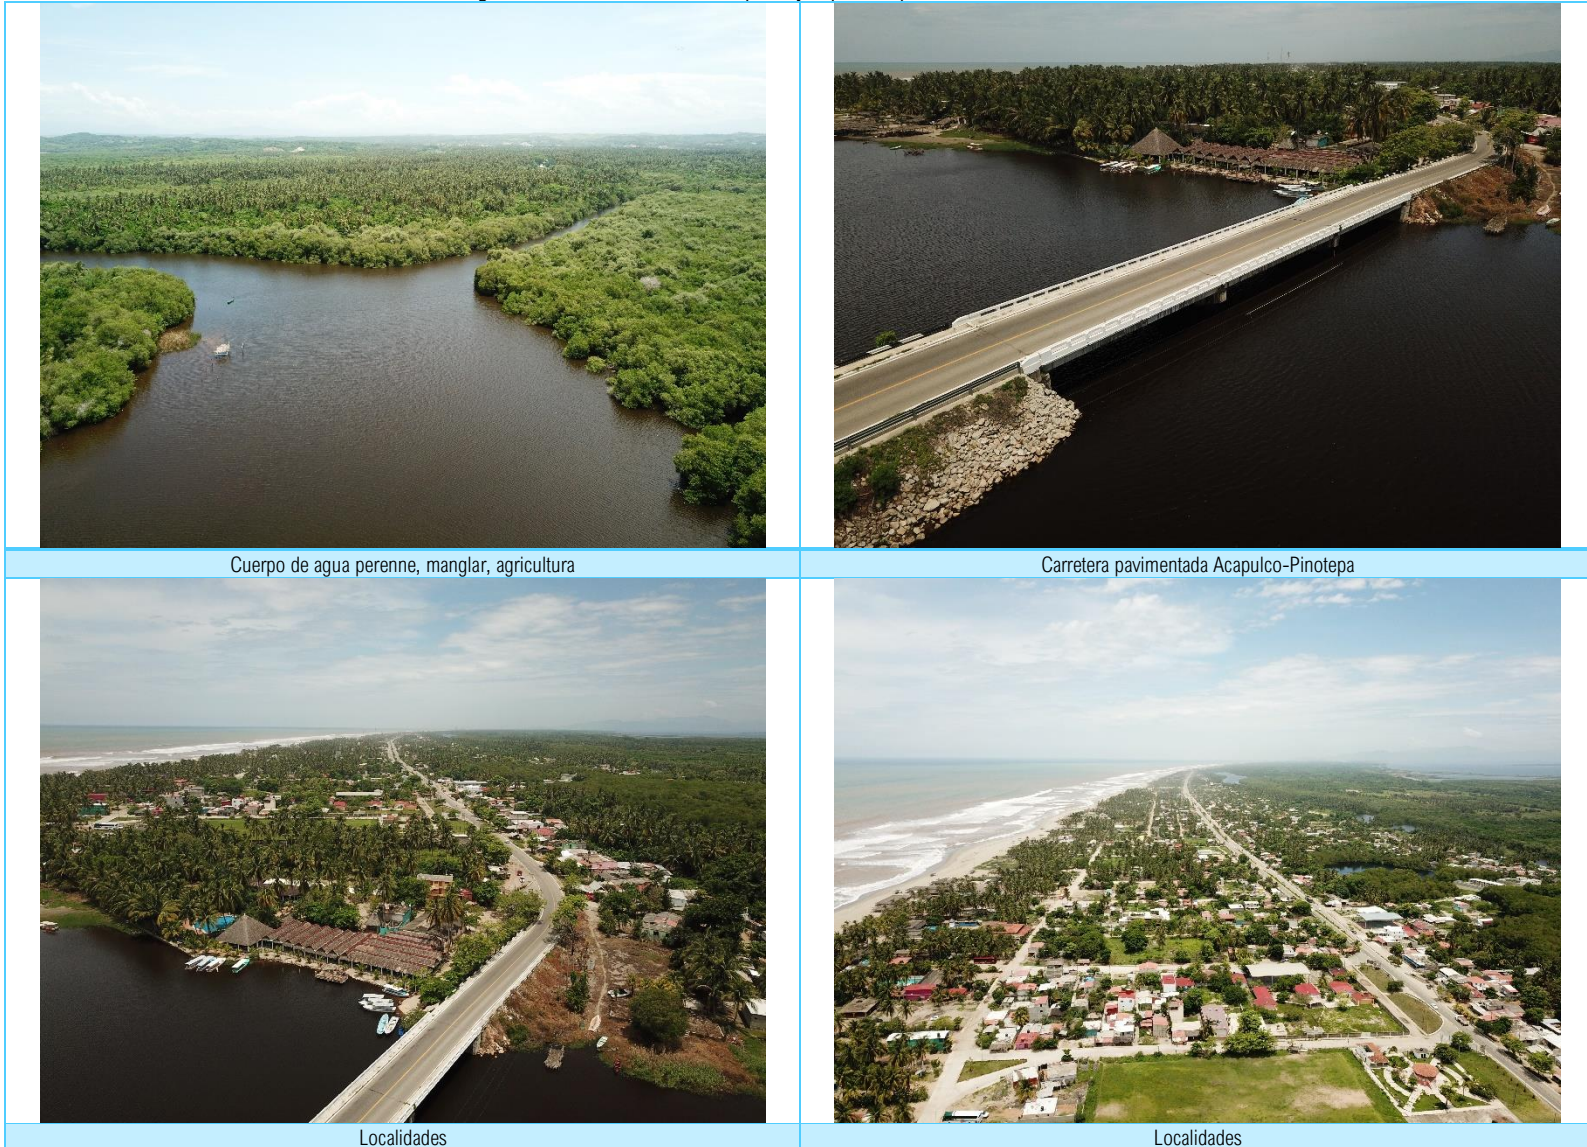 Cuerpo de agua perenne, manglar, agricultura
Carretera pavimentada Acapulco-Pinotepa
Localidades
Localidades